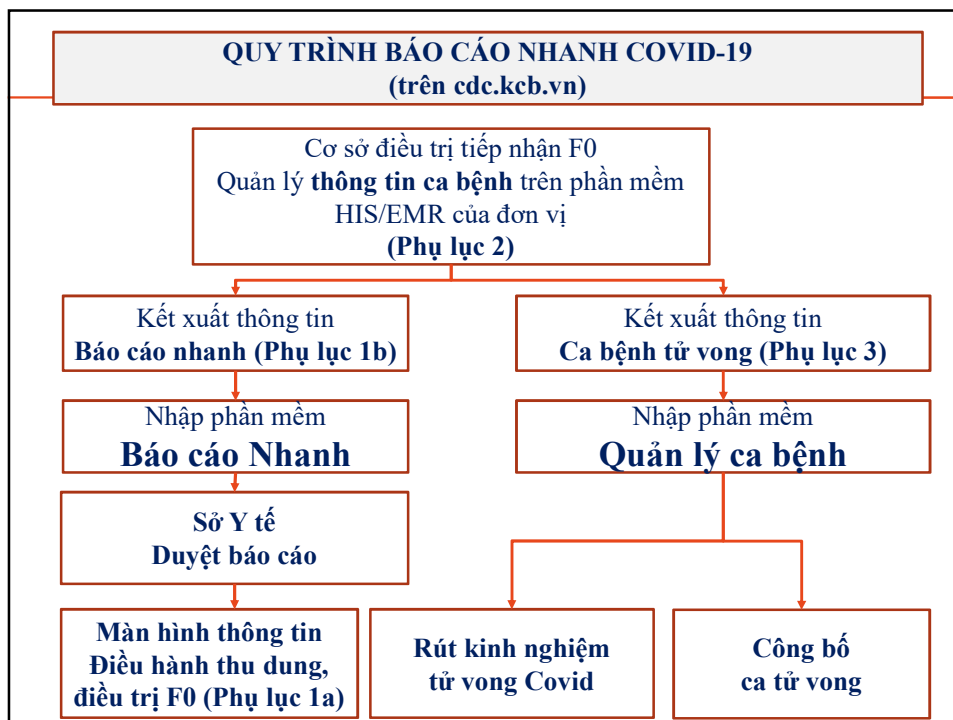 QUY TRÌNH BÁO CÁO NHANH COVID-19
(trên cdc.kcb.vn)
Cơ sở điều trị tiếp nhận F0
Quản lý thông tin ca bệnh trên phần mềm
HIS/EMR của đơn vị
(Phụ lục 2)
Kết xuất thông tin
Báo cáo nhanh (Phụ lục 1b)
Kết xuất thông tin
Ca bệnh tử vong (Phụ lục 3)
Nhập phần mềm
Báo cáo Nhanh
Nhập phần mềm
Quản lý ca bệnh
Sở Y tế
Duyệt báo cáo
Màn hình thông tin
Điều hành thu dung,
điều trị F0 (Phụ lục 1a)
Rút kinh nghiệm
tử vong Covid
Công bố
ca tử vong